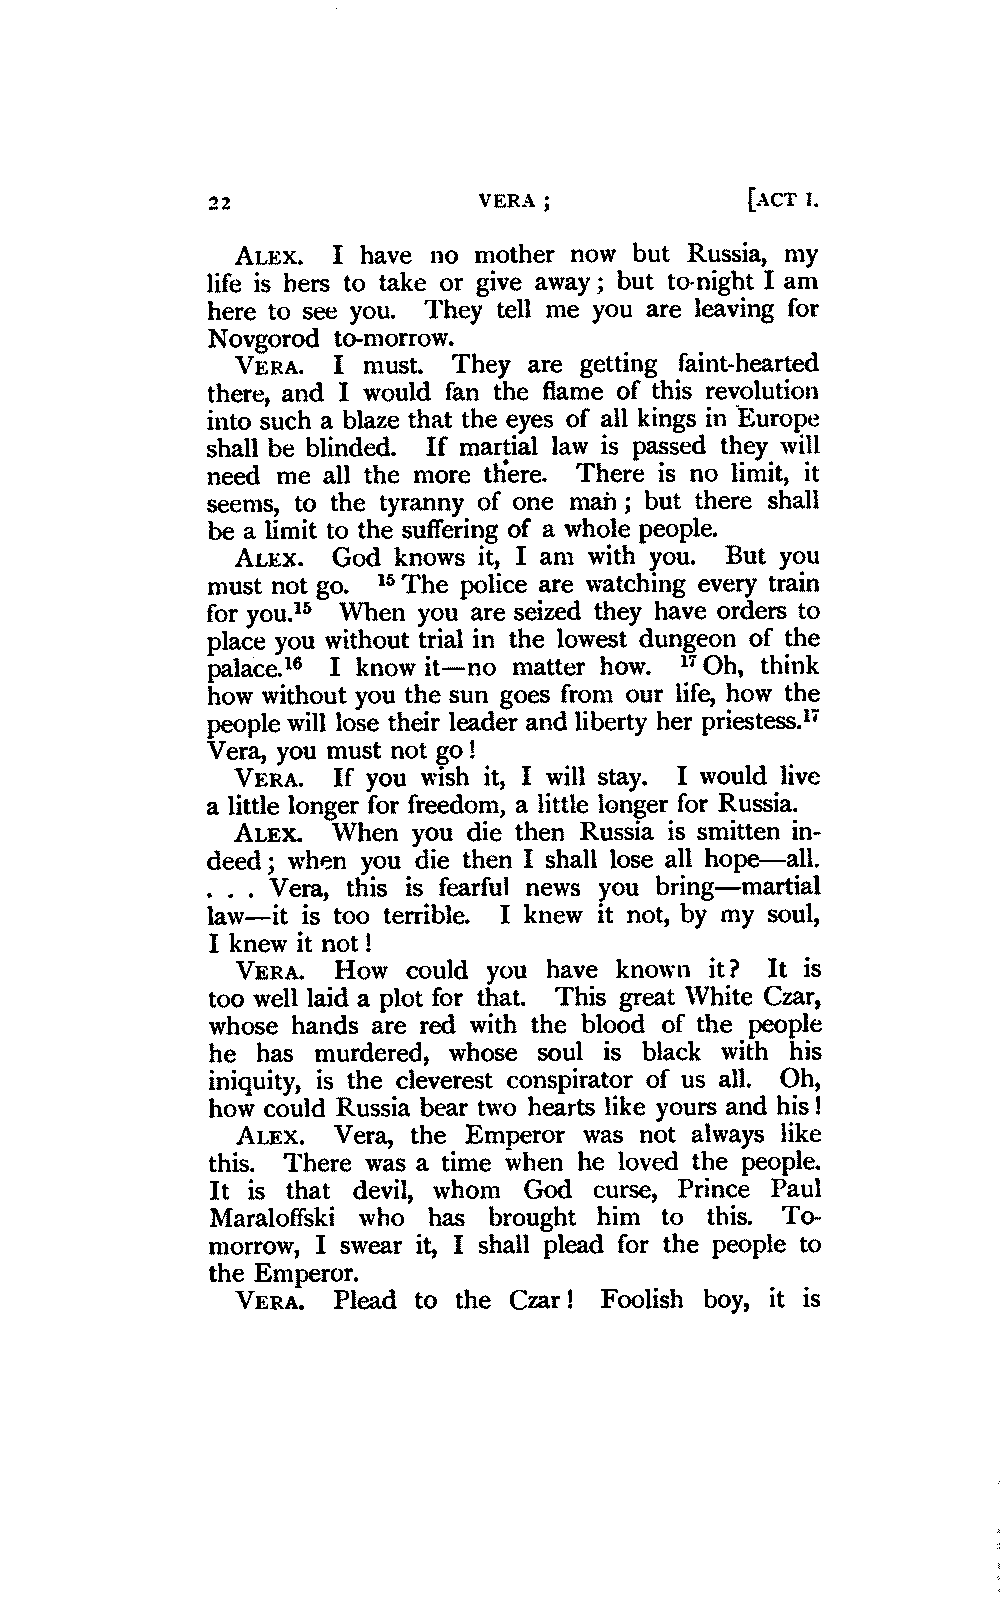 22 VERA ; [ACT I.
ALEX. I have no mother now but Russia, my
life is hers to take or give away ; but to-night I am
here to see you. They tell me you are leaving for
Novgorod to-morrow.
VERA. I must. They are getting faint-hearted
there, and I would fan the flame of this revolution
into such a blaze that the eyes of all kings in Europe
shall be blinded. If martial law is passed they will
need me all the more there. There is no limit, it
seems, to the tyranny of one man ; but there shall
be a limit to the suffering of a whole people.
ALEX. God knows it, I am with you. But you
must not go. ¹⁵ The police are watching every train
for you.¹⁵ When you are seized they have orders to
place you without trial in the lowest dungeon of the
palace.¹⁶ I know it—no matter how. ¹⁷ Oh, think
how without you the sun goes from our life, how the
people will lose their leader and liberty her priestess.¹⁷
Vera, you must not go !
VERA. If you wish it, I will stay. I would live
a little longer for freedom, a little longer for Russia.
ALEX. When you die then Russia is smitten in-
deed ; when you die then I shall lose all hope—all.
. . . Vera, this is fearful news you bring—martial
law—it is too terrible. I knew it not, by my soul,
I knew it not !
VERA. How could you have known it? It is
too well laid a plot for that. This great White Czar,
whose hands are red with the blood of the people
he has murdered, whose soul is black with his
iniquity, is the cleverest conspirator of us all. Oh,
how could Russia bear two hearts like yours and his !
ALEX. Vera, the Emperor was not always like
this. There was a time when he loved the people.
It is that devil, whom God curse, Prince Paul
Maraloffski who has brought him to this. To-
morrow, I swear it, I shall plead for the people to
the Emperor.
VERA. Plead to the Czar ! Foolish boy, it is